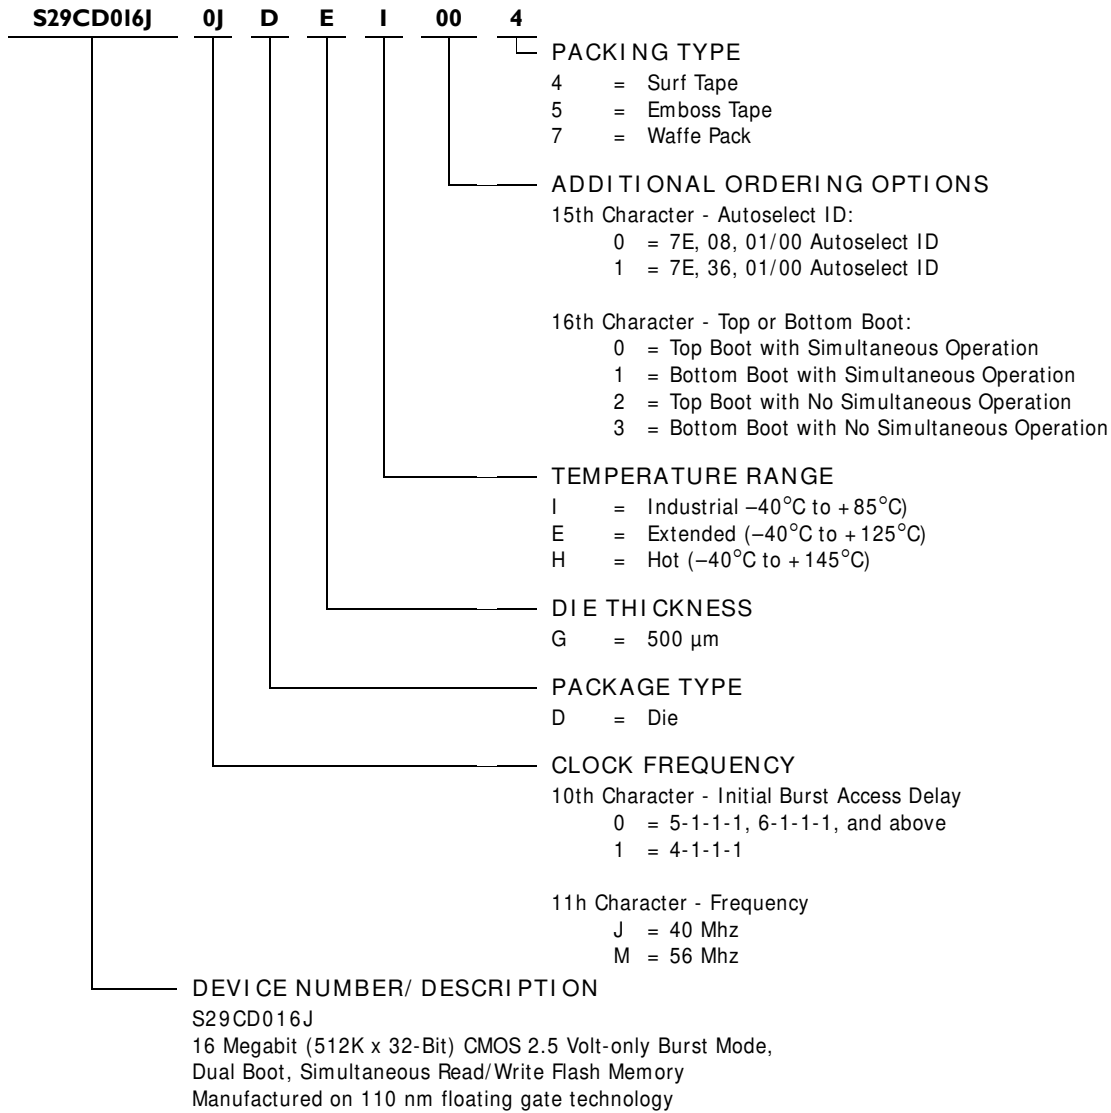 S29CD016J 0J D E I 00 4
PACKING TYPE
4 = Surf Tape
5 = Emboss Tape
7 = Waffe Pack
ADDITIONAL ORDERING OPTIONS
15th Character - Autoselect ID:
0 = 7E, 08, 01/00 Autoselect ID
1 = 7E, 36, 01/00 Autoselect ID
16th Character - Top or Bottom Boot:
0 = Top Boot with Simultaneous Operation
1 = Bottom Boot with Simultaneous Operation
2 = Top Boot with No Simultaneous Operation
3 = Bottom Boot with No Simultaneous Operation
TEMPERATURE RANGE
I = Industrial –40°C to +85°C)
E = Extended (–40°C to +125°C)
H = Hot (–40°C to +145°C)
DIE THICKNESS
G = 500 µm
PACKAGE TYPE
D = Die
CLOCK FREQUENCY
10th Character - Initial Burst Access Delay
0 = 5-1-1-1, 6-1-1-1, and above
1 = 4-1-1-1
11h Character - Frequency
J = 40 Mhz
M = 56 Mhz
DEVICE NUMBER/DESCRIPTION
S29CD016J
16 Megabit (512K x 32-Bit) CMOS 2.5 Volt-only Burst Mode,
Dual Boot, Simultaneous Read/Write Flash Memory
Manufactured on 110 nm floating gate technology